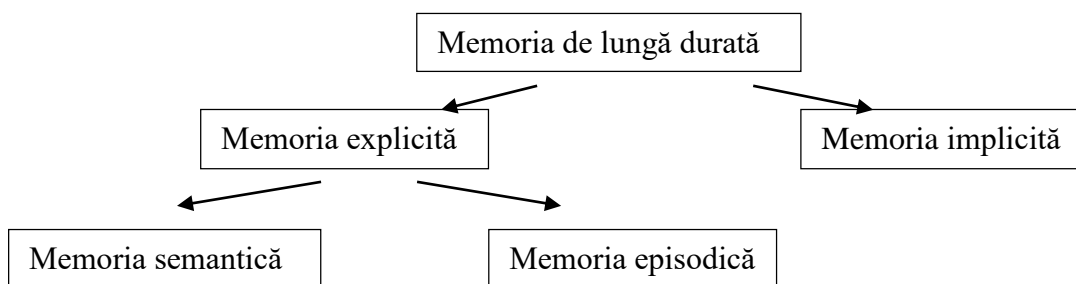 Memoria de lungă durată
Memoria explicită
Memoria implicită
Memoria semantică
Memoria episodică